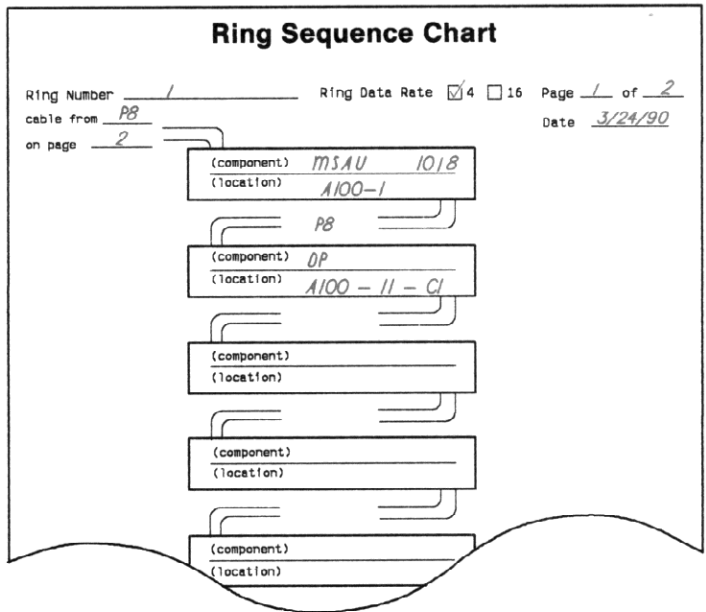 Ring Sequence Chart
Ring Number 1 Ring Data Rate ☑ 4 ☐ 16 Page 1 of 2
cable from P8 Date 3/24/90
on page 2
(component) MSAU 1018
(location) A100-1
P8
(component) DP
(location) A100 - 11 - C1
(component)
(location)
(component)
(location)
(component)
(location)